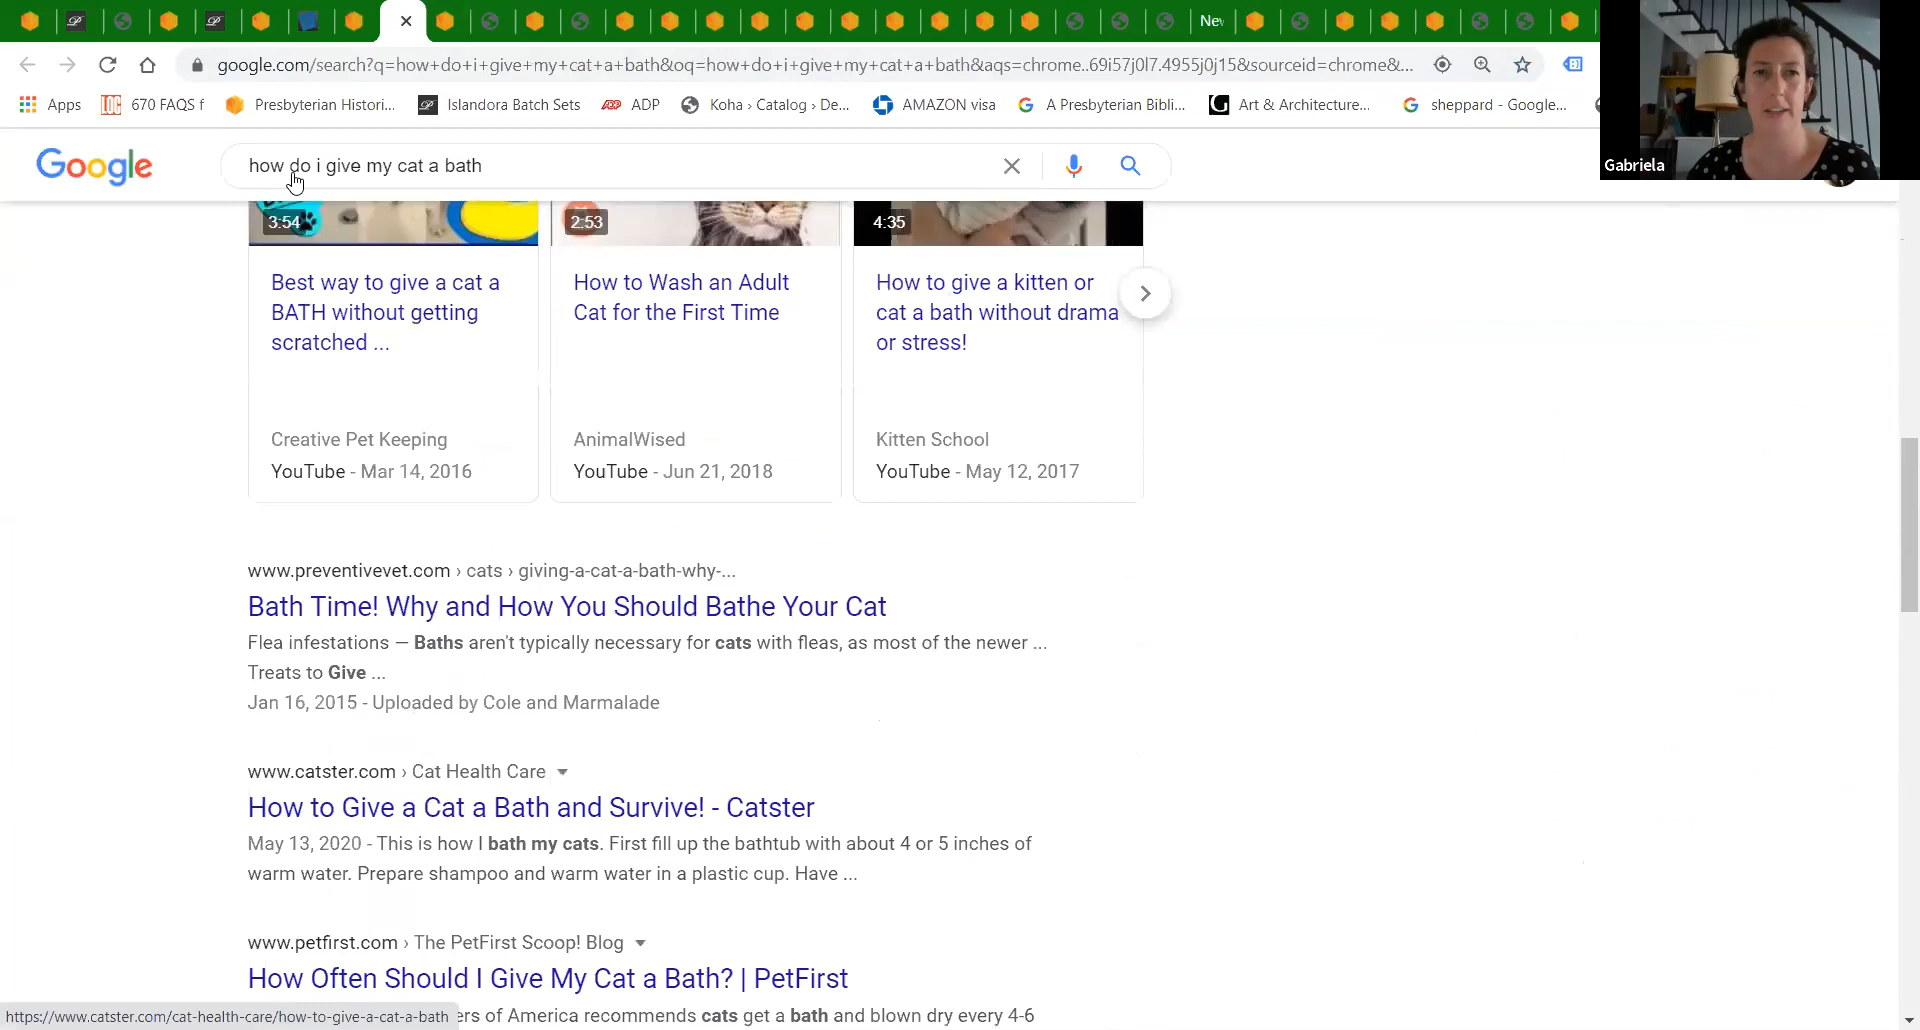 New
google.com/search?q=how+do+i+give+my+cat+a+bath&oq=how+do+i+give+my+cat+a+bath&aqs=chrome..69i57j0l7.4955j0j15&sourceid=chrome&...
Apps 670 FAQS f Presbyterian Histori... Islandora Batch Sets ADP Koha › Catalog › De... AMAZON visa A Presbyterian Bibli... Art & Architecture... sheppard - Google...
Gabriela
Google
how do i give my cat a bath
3:54 2:53 4:35
Best way to give a cat a BATH without getting scratched ...
How to Wash an Adult Cat for the First Time
How to give a kitten or cat a bath without drama or stress!
Creative Pet Keeping
YouTube - Mar 14, 2016
AnimalWised
YouTube - Jun 21, 2018
Kitten School
YouTube - May 12, 2017
www.preventivevet.com › cats › giving-a-cat-a-bath-why-...
Bath Time! Why and How You Should Bathe Your Cat
Flea infestations — Baths aren't typically necessary for cats with fleas, as most of the newer ...
Treats to Give ...
Jan 16, 2015 - Uploaded by Cole and Marmalade
www.catster.com › Cat Health Care
How to Give a Cat a Bath and Survive! - Catster
May 13, 2020 - This is how I bath my cats. First fill up the bathtub with about 4 or 5 inches of
warm water. Prepare shampoo and warm water in a plastic cup. Have ...
www.petfirst.com › The PetFirst Scoop! Blog
How Often Should I Give My Cat a Bath? | PetFirst
ers of America recommends cats get a bath and blown dry every 4-6
https://www.catster.com/cat-health-care/how-to-give-a-cat-a-bath